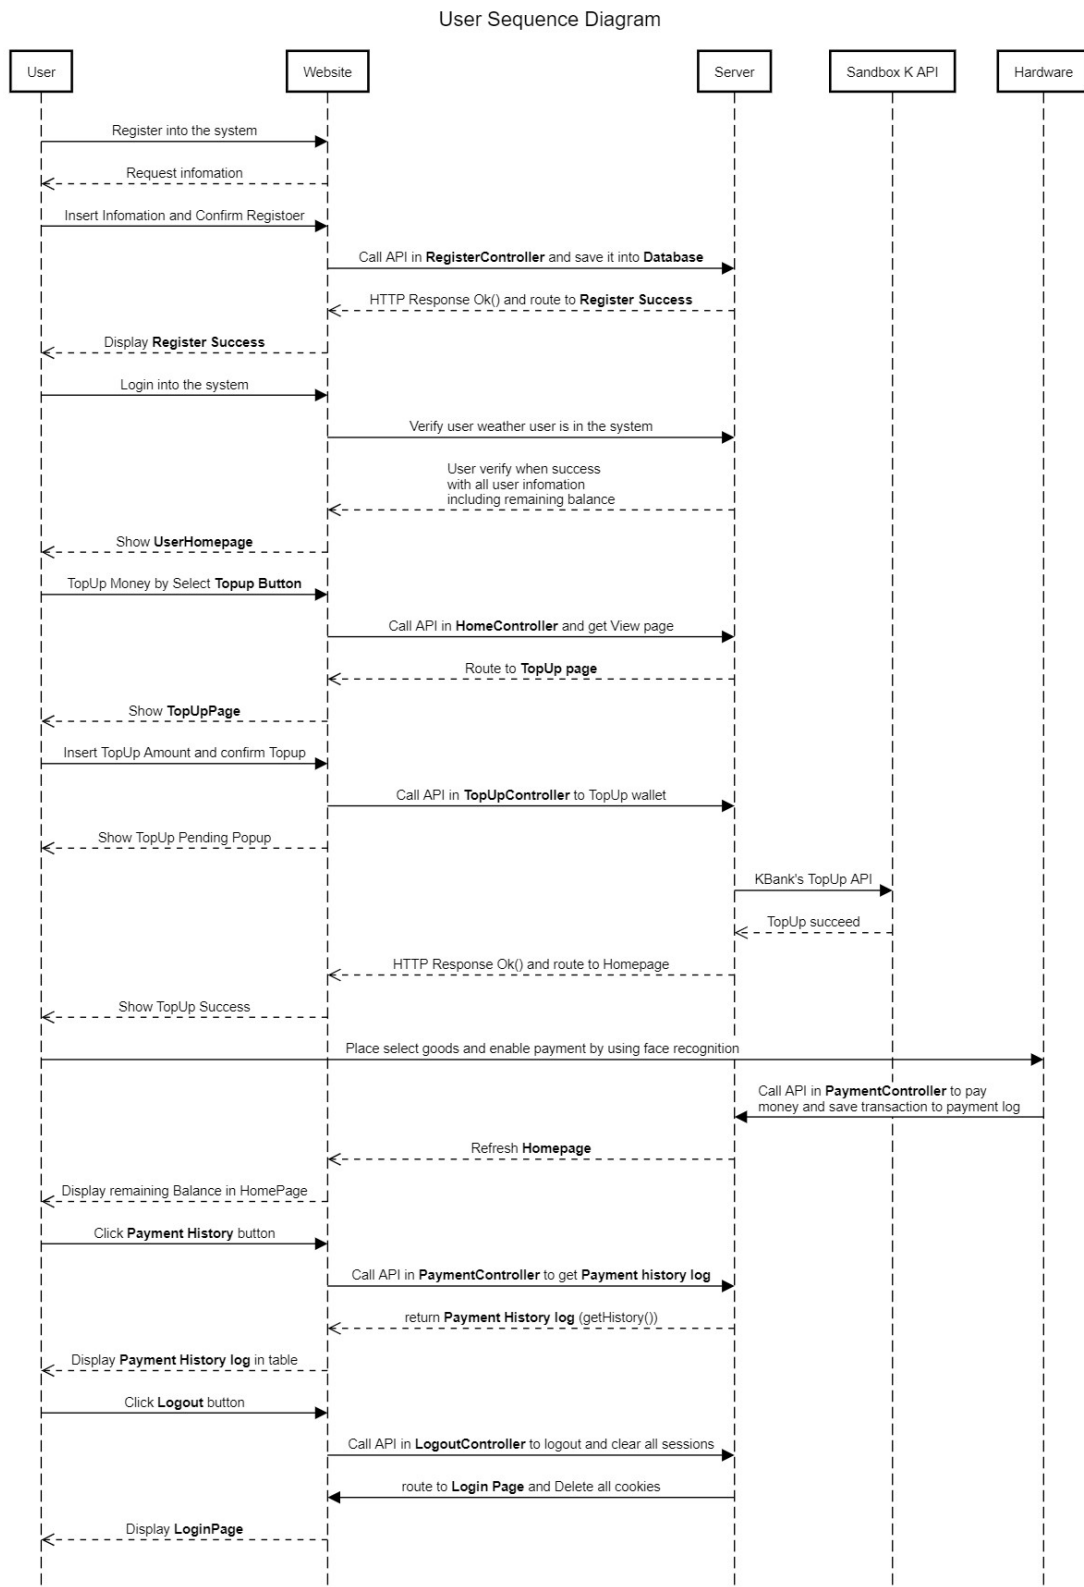 User Sequence Diagram
User
Website
Server
Sandbox K API
Hardware
Register into the system
Request infomation
Insert Infomation and Confirm Registoer
Call API in RegisterController and save it into Database
HTTP Response Ok() and route to Register Success
Display Register Success
Login into the system
Verify user weather user is in the system
User verify when success
with all user infomation
including remaining balance
Show UserHomepage
TopUp Money by Select Topup Button
Call API in HomeController and get View page
Route to TopUp page
Show TopUpPage
Insert TopUp Amount and confirm Topup
Call API in TopUpController to TopUp wallet
Show TopUp Pending Popup
KBank's TopUp API
TopUp succeed
HTTP Response Ok() and route to Homepage
Show TopUp Success
Place select goods and enable payment by using face recognition
Call API in PaymentController to pay
money and save transaction to payment log
Refresh Homepage
Display remaining Balance in HomePage
Click Payment History button
Call API in PaymentController to get Payment history log
return Payment History log (getHistory())
Display Payment History log in table
Click Logout button
Call API in LogoutController to logout and clear all sessions
route to Login Page and Delete all cookies
Display LoginPage